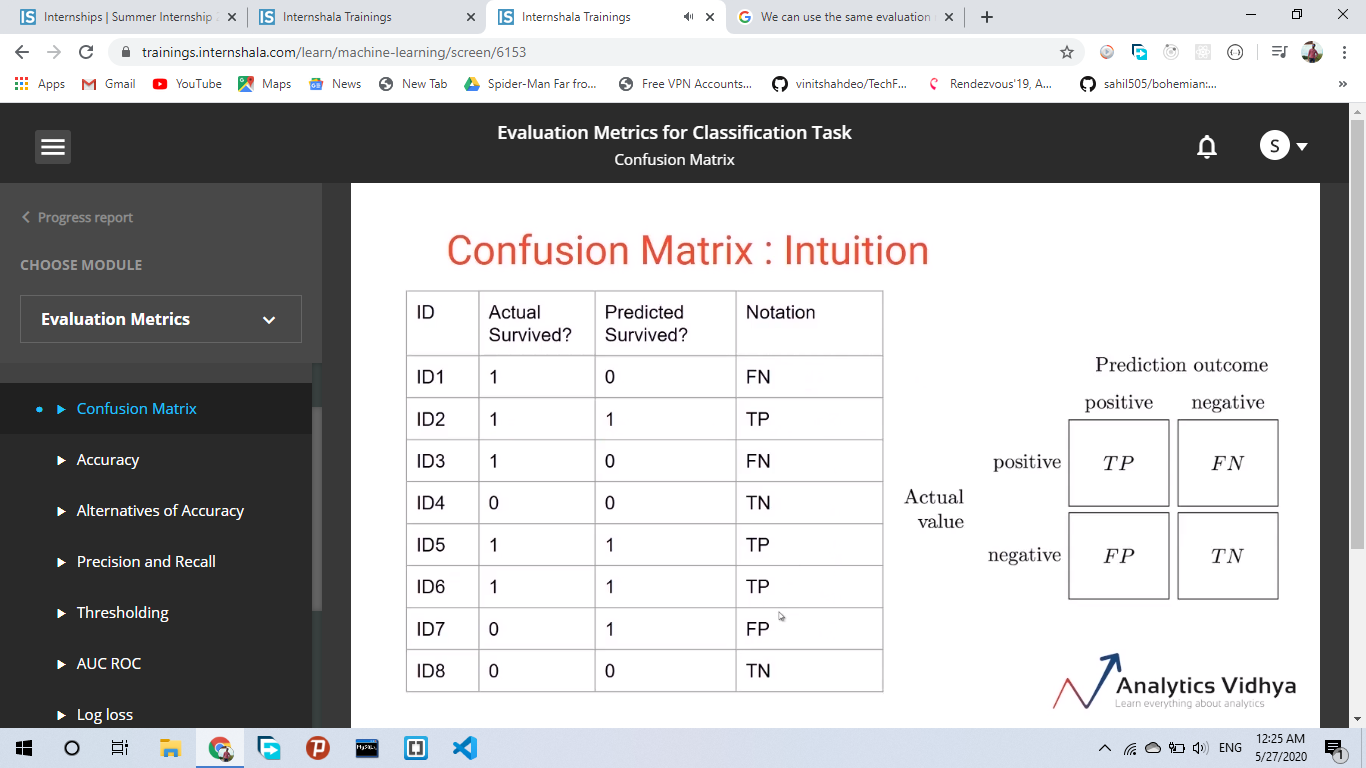 Internships | Summer Internship
Internshala Trainings
Internshala Trainings
We can use the same evaluation
trainings.internshala.com/learn/machine-learning/screen/6153
Apps
Gmail
YouTube
Maps
News
New Tab
Spider-Man Far fro...
Free VPN Accounts...
vinitshahdeo/TechF...
Rendezvous'19, A...
sahil505/bohemian:...
»
Evaluation Metrics for Classification Task
Confusion Matrix
S
Progress report
CHOOSE MODULE
Evaluation Metrics
Confusion Matrix
Accuracy
Alternatives of Accuracy
Precision and Recall
Thresholding
AUC ROC
Log loss
Confusion Matrix : Intuition
ID Actual Survived? Predicted Survived? Notation
ID1 1 0 FN
ID2 1 1 TP
ID3 1 0 FN
ID4 0 0 TN
ID5 1 1 TP
ID6 1 1 TP
ID7 0 1 FP
ID8 0 0 TN
Prediction outcome
positive negative
positive TP FN
Actual
value
negative FP TN
Analytics Vidhya
Learn everything about analytics
ENG
12:25 AM
5/27/2020
1